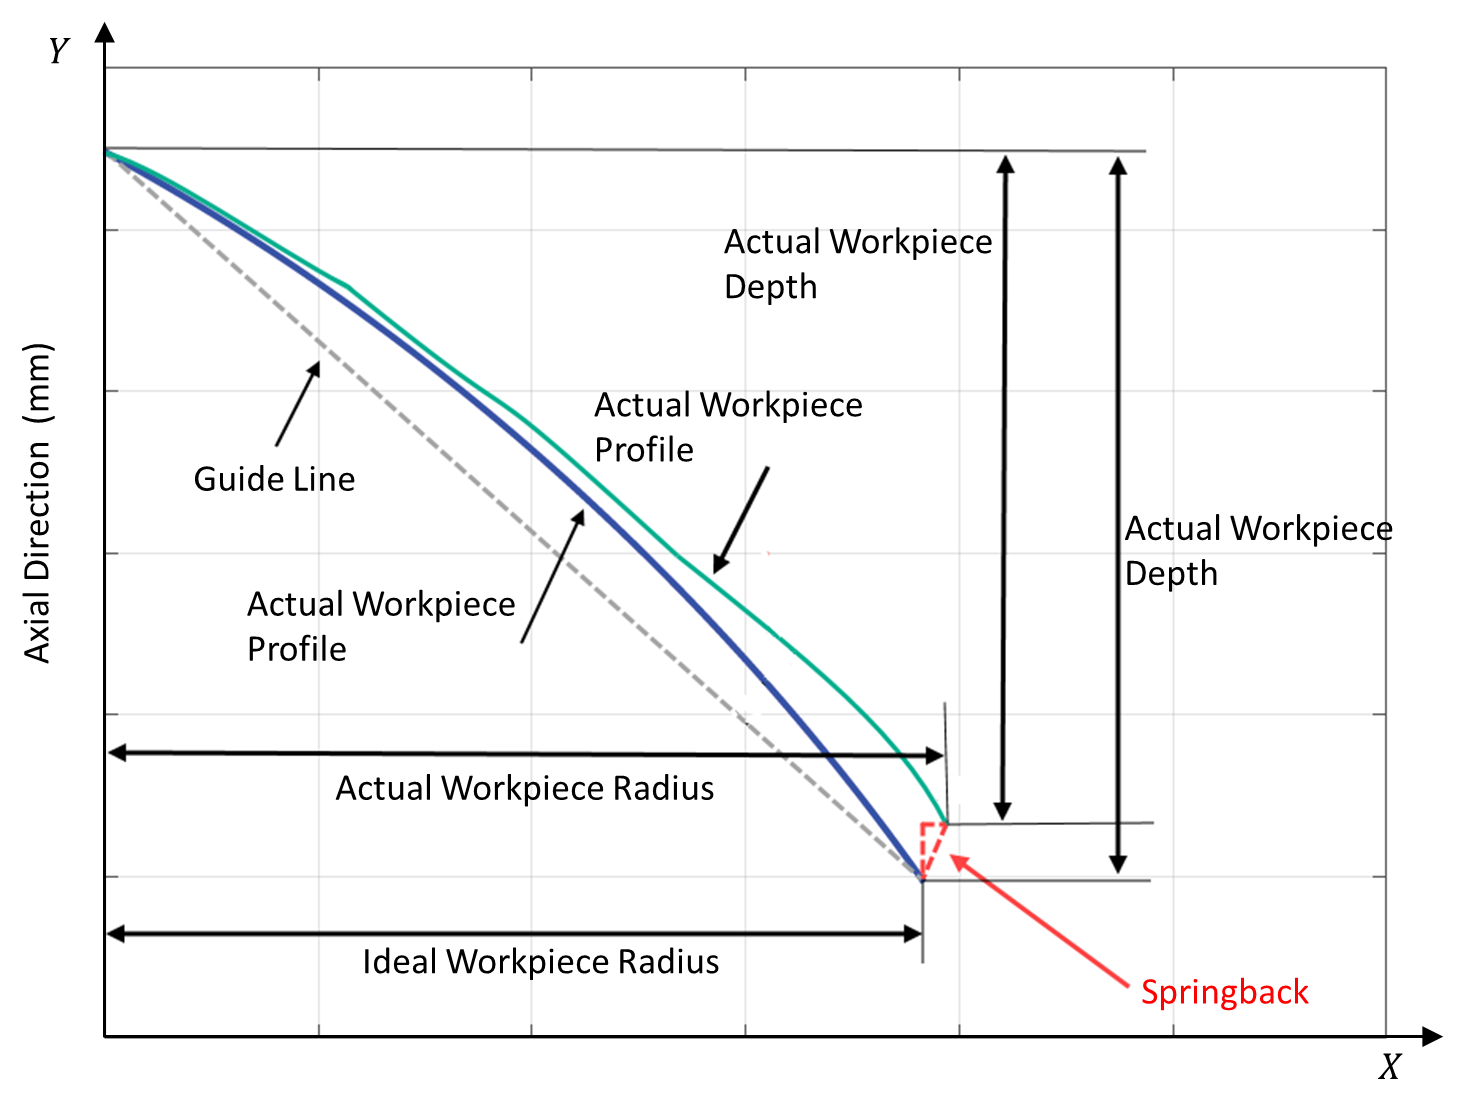 Y
Actual Workpiece
Depth
Actual Workpiece
Profile
Guide Line
Actual Workpiece
Depth
Actual Workpiece
Profile
Axial Direction (mm)
Actual Workpiece Radius
Ideal Workpiece Radius
Springback
X